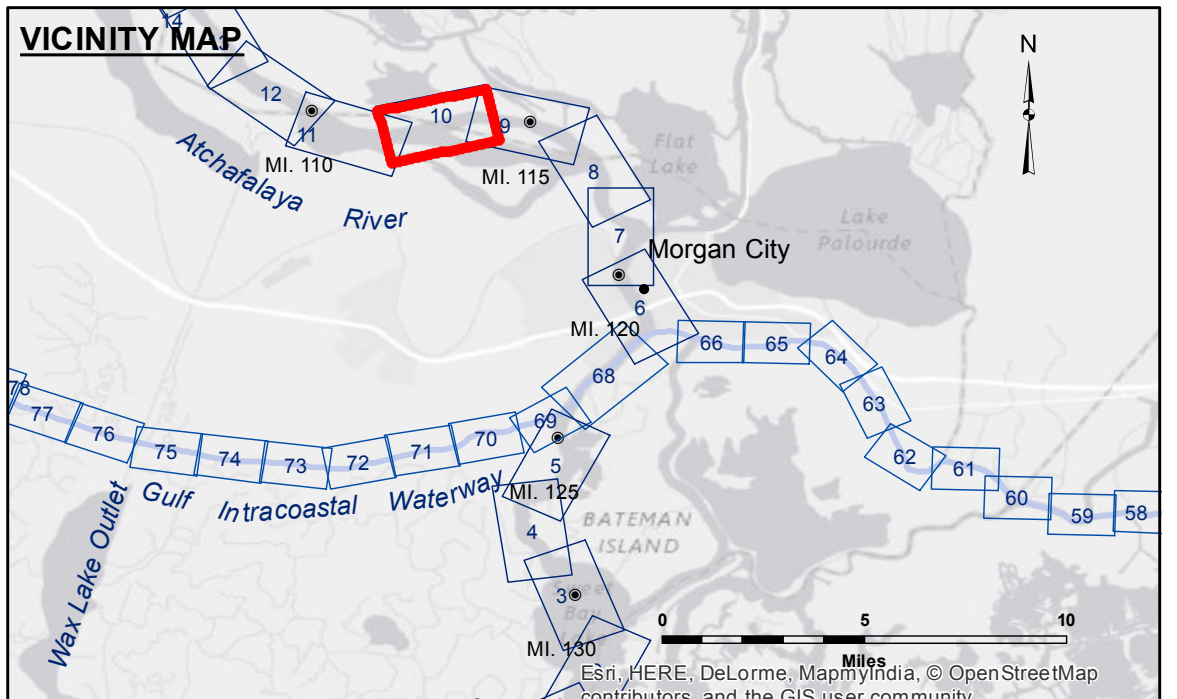 VICINITY MAP
N
14
12
11
MI. 110
10
9
MI. 115
8
7
Flat
Lake
Lake
Palourde
Morgan City
6
MI. 120
Atchafalaya
River
66
65
64
63
62
61
60
59
58
68
69
70
71
72
73
74
75
76
77
78
Gulf Intracoastal Waterway
Wax Lake Outlet
5
MI. 125
4
BATEMAN
ISLAND
3
Sweet
Bay
MI. 130
0 5 10
Miles
Esri, HERE, DeLorme, MapmyIndia, © OpenStreetMap
contributors, and the GIS user community